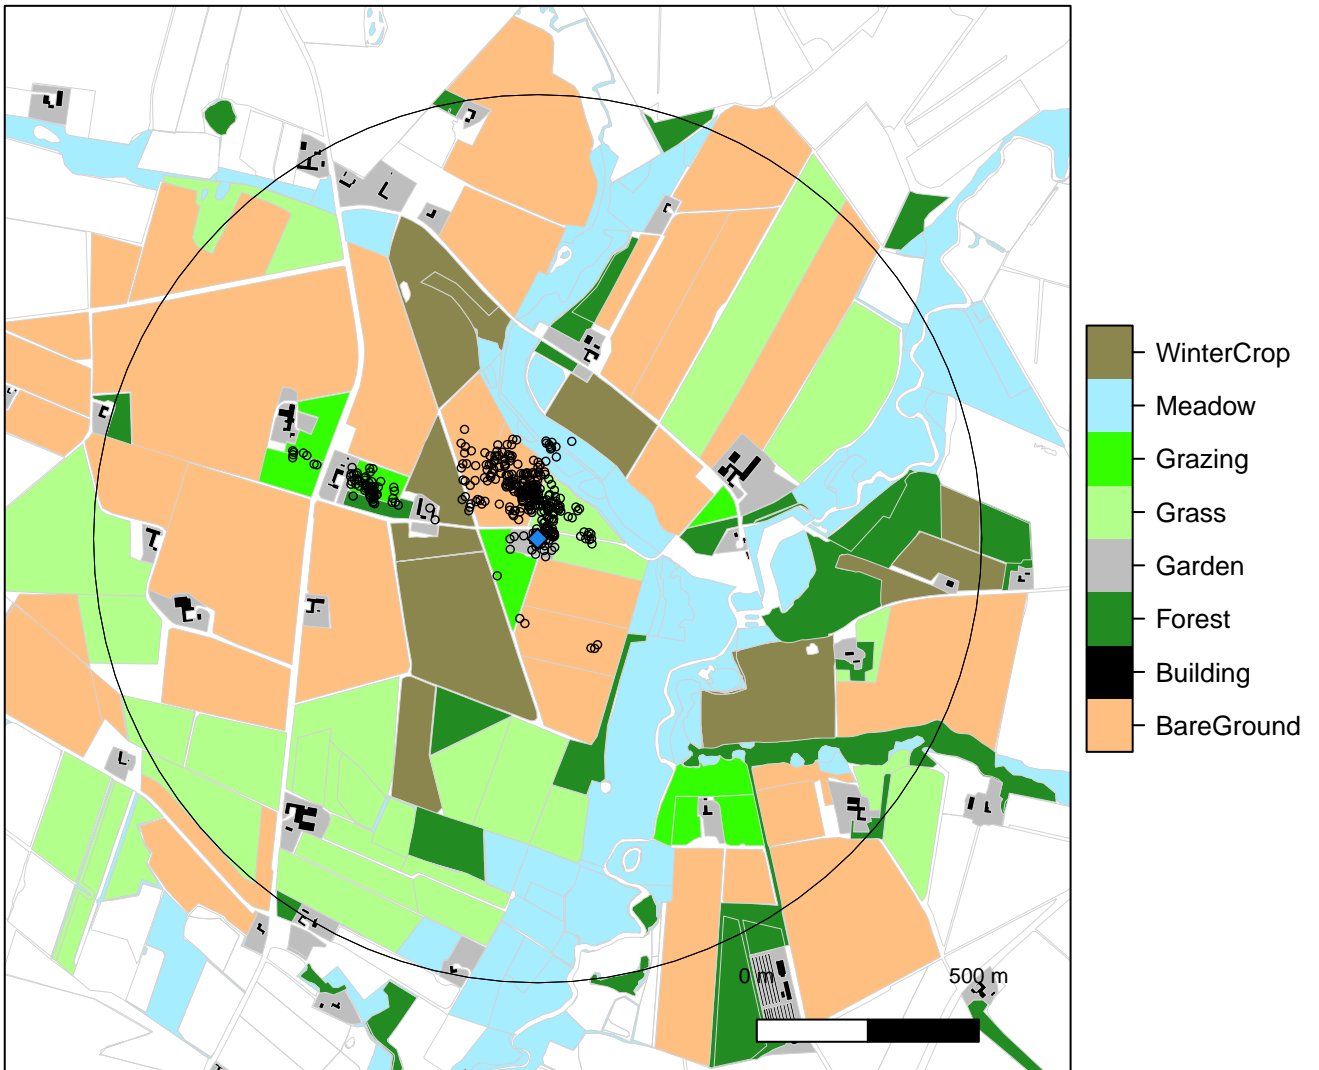 WinterCrop
Meadow
Grazing
Grass
Garden
Forest
Building
BareGround
0 m 500 m